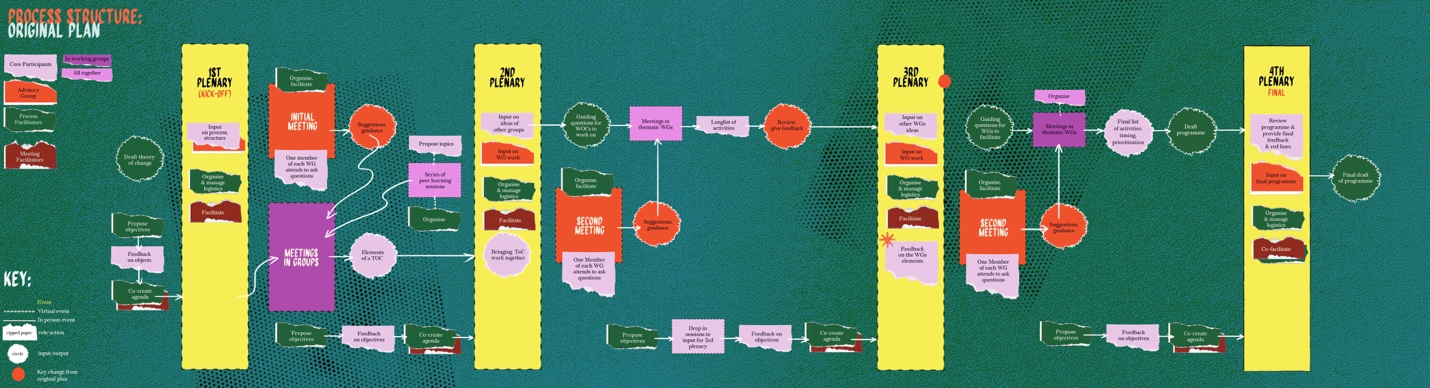 PROCESS STRUCTURE:
ORIGINAL PLAN
Core Participants
In working groups
All together
Advisory
Group
Process
Facilitators
Meeting
Facilitators
KEY:
Event
Virtual event
In person event
ripped paper
role/action
circle
input/output
Key change from
original plan
Draft theory
of change
Propose
objectives
Feedback
on objects
Co-create
agenda
1ST
PLENARY
(KICK-OFF)
Input
on process,
structure
Organise
& manage
logistics
Facilitate
Organise,
facilitate
INITIAL
MEETING
One member
of each WG
attends to ask
questions
Suggestions,
guidance
Propose topics
Series of
peer learning
sessions
Organise
MEETINGS
IN GROUPS
Elements
of a TOC
Propose
objectives
Feedback
on objectives
Co-create
agenda
2ND
PLENARY
Input on
ideas of
other groups
Input on
WG work
Organise
& manage
logistics
Facilitate
Bringing ToC
work together
Guiding
questions for
WOCs to
work on
Meetings in
thematic WGs
Longlist of
activities
Review,
give feedback
Organise,
facilitate
SECOND
MEETING
One Member
of each WG
attends to ask
questions
Suggestions,
guidance
Propose
objectives
Drop in
sessions to
input for 3rd
plenary
Feedback on
objectives
Co-create
agenda
3RD
PLENARY
Input on
other WGs
ideas
Input on
WG work
Organise
& manage
logistics
Facilitate
Feedback
on the WGs
elements
Guiding
questions for
WGs to
facilitate
Organise
Meetings in
thematic WGs
Final list
of activities,
timing,
prioritisation
Draft
programme
Organise,
facilitate
SECOND
MEETING
One Member
of each WG
attends to ask
questions
Suggestions,
guidance
Propose
objectives
Feedback
on objectives
Co-create
agenda
4TH
PLENARY
FINAL
Review
programme &
provide final
feedback
& red lines
Input on
final programme
Organise
& manage
logistics
Co-facilitate
Final draft
of programme